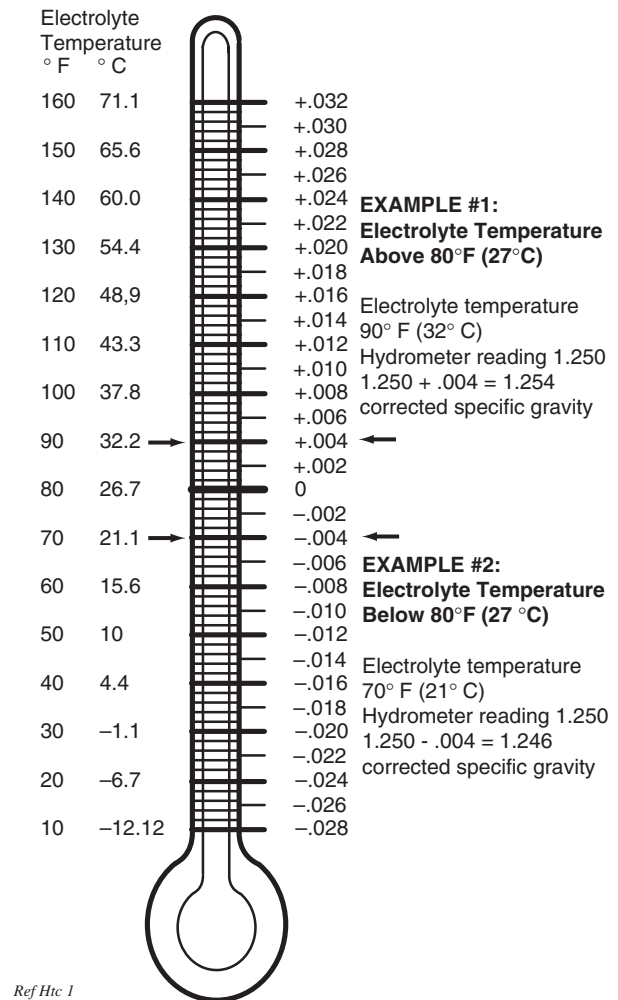 Electrolyte
Temperature
° F ° C
160 71.1 +.032
+.030
150 65.6 +.028
+.026
140 60.0 +.024
+.022
130 54.4 +.020
+.018
120 48,9 +.016
+.014
110 43.3 +.012
+.010
100 37.8 +.008
+.006
90 32.2 +.004
+.002
80 26.7 0
–.002
70 21.1 –.004
–.006
60 15.6 –.008
–.010
50 10 –.012
–.014
40 4.4 –.016
–.018
30 –1.1 –.020
–.022
20 –6.7 –.024
–.026
10 –12.12 –.028
EXAMPLE #1:
Electrolyte Temperature
Above 80°F (27°C)
Electrolyte temperature
90° F (32° C)
Hydrometer reading 1.250
1.250 + .004 = 1.254
corrected specific gravity
EXAMPLE #2:
Electrolyte Temperature
Below 80°F (27 °C)
Electrolyte temperature
70° F (21° C)
Hydrometer reading 1.250
1.250 - .004 = 1.246
corrected specific gravity
Ref Htc 1